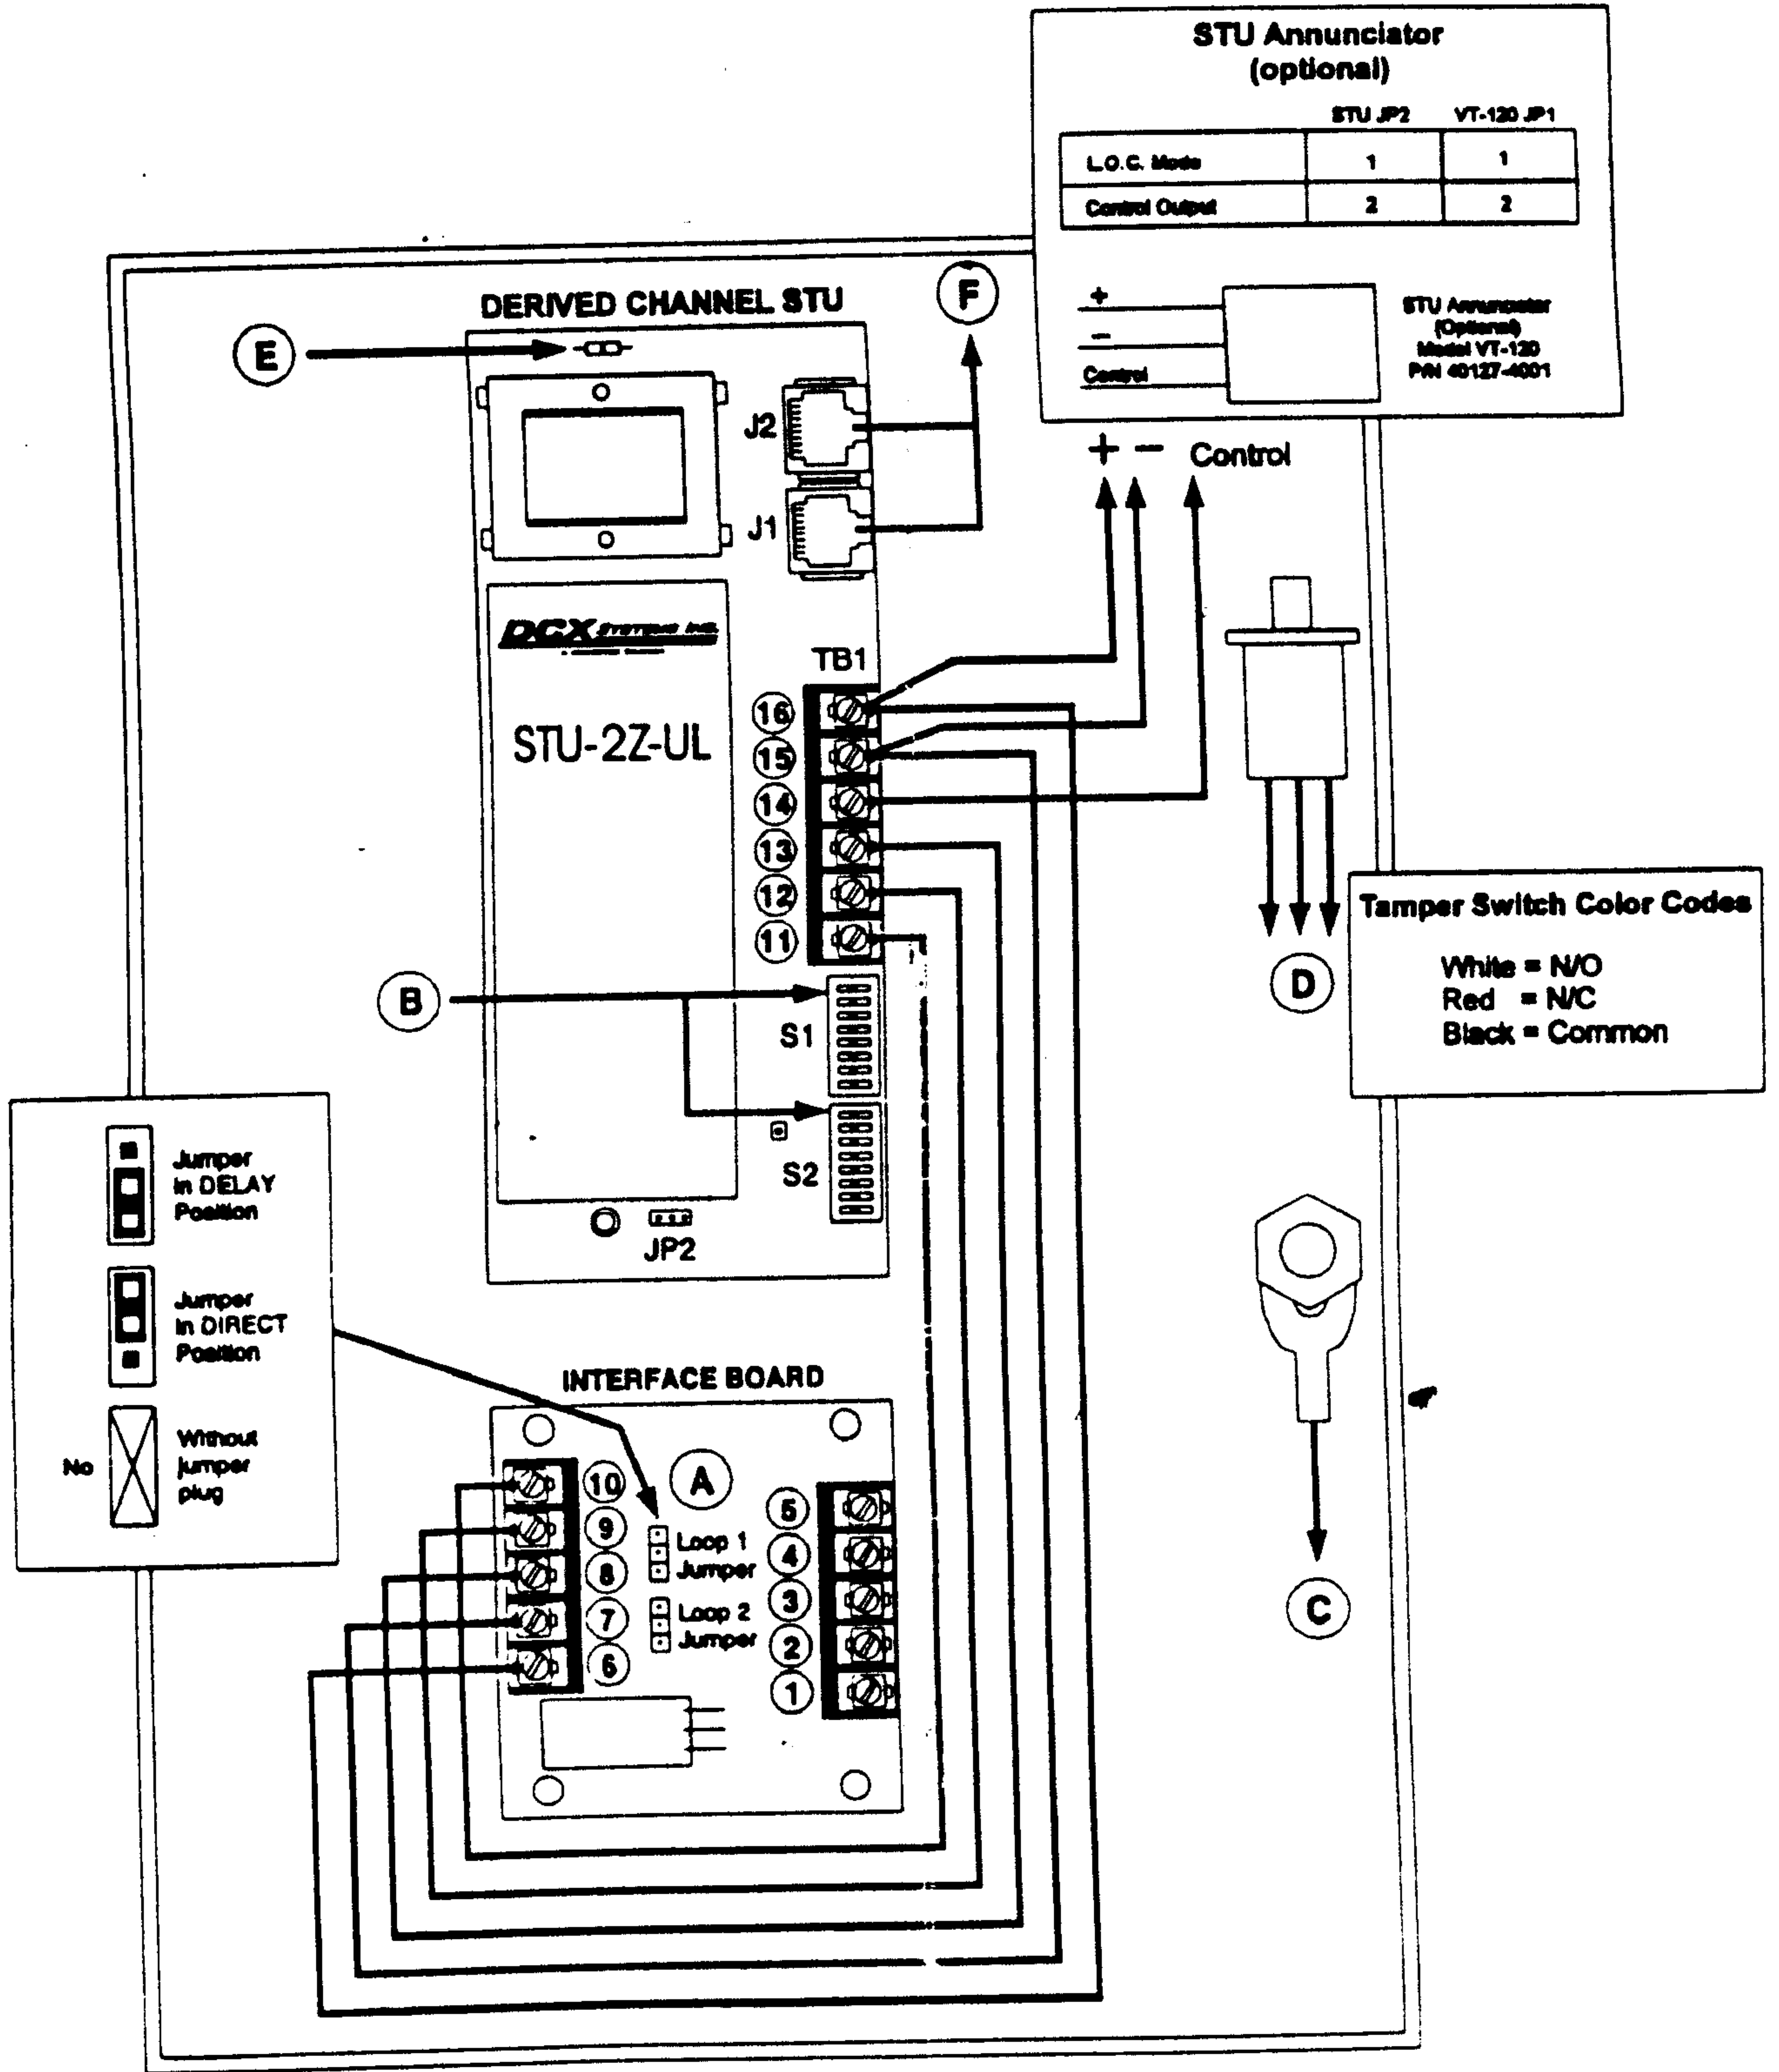 STU Annunciator
(optional)
STU JP2 VT-120 JP1
L.O.C. Mode 1 1
Control Output 2 2
+
−
Control
STU Annunciator
(Optional)
Model VT-120
P/N 40127-4001
DERIVED CHANNEL STU
F
E
J2
J1
+ − Control
DCX SYSTEMS INC.
STU-2Z-UL
TB1
16
15
14
13
12
11
B
S1
S2
JP2
D
Tamper Switch Color Codes
White = N/O
Red = N/C
Black = Common
Jumper
In DELAY
Position
Jumper
In DIRECT
Position
No
Without
jumper
plug
INTERFACE BOARD
A
10
9
8
7
6
Loop 1
Jumper
Loop 2
Jumper
5
4
3
2
1
C